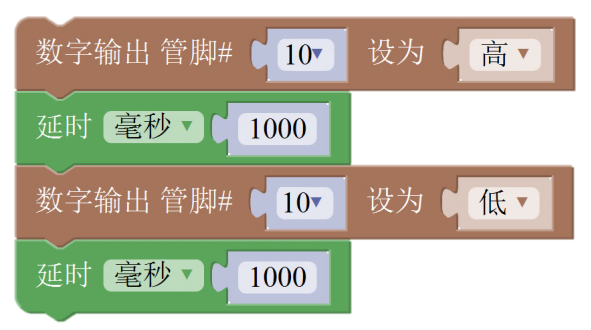 数字输出 管脚# 10 设为 高
延时 毫秒 1000
数字输出 管脚# 10 设为 低
延时 毫秒 1000